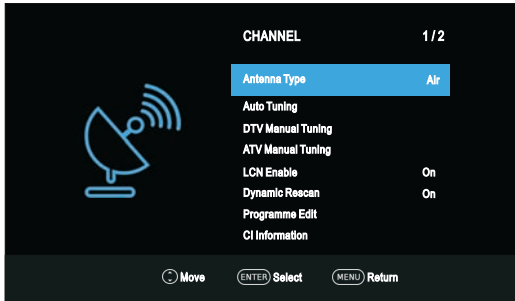 CHANNEL 1 / 2
Antenna Type Air
Auto Tuning
DTV Manual Tuning
ATV Manual Tuning
LCN Enable On
Dynamic Rescan On
Programme Edit
CI Information
Move ENTER Select MENU Return